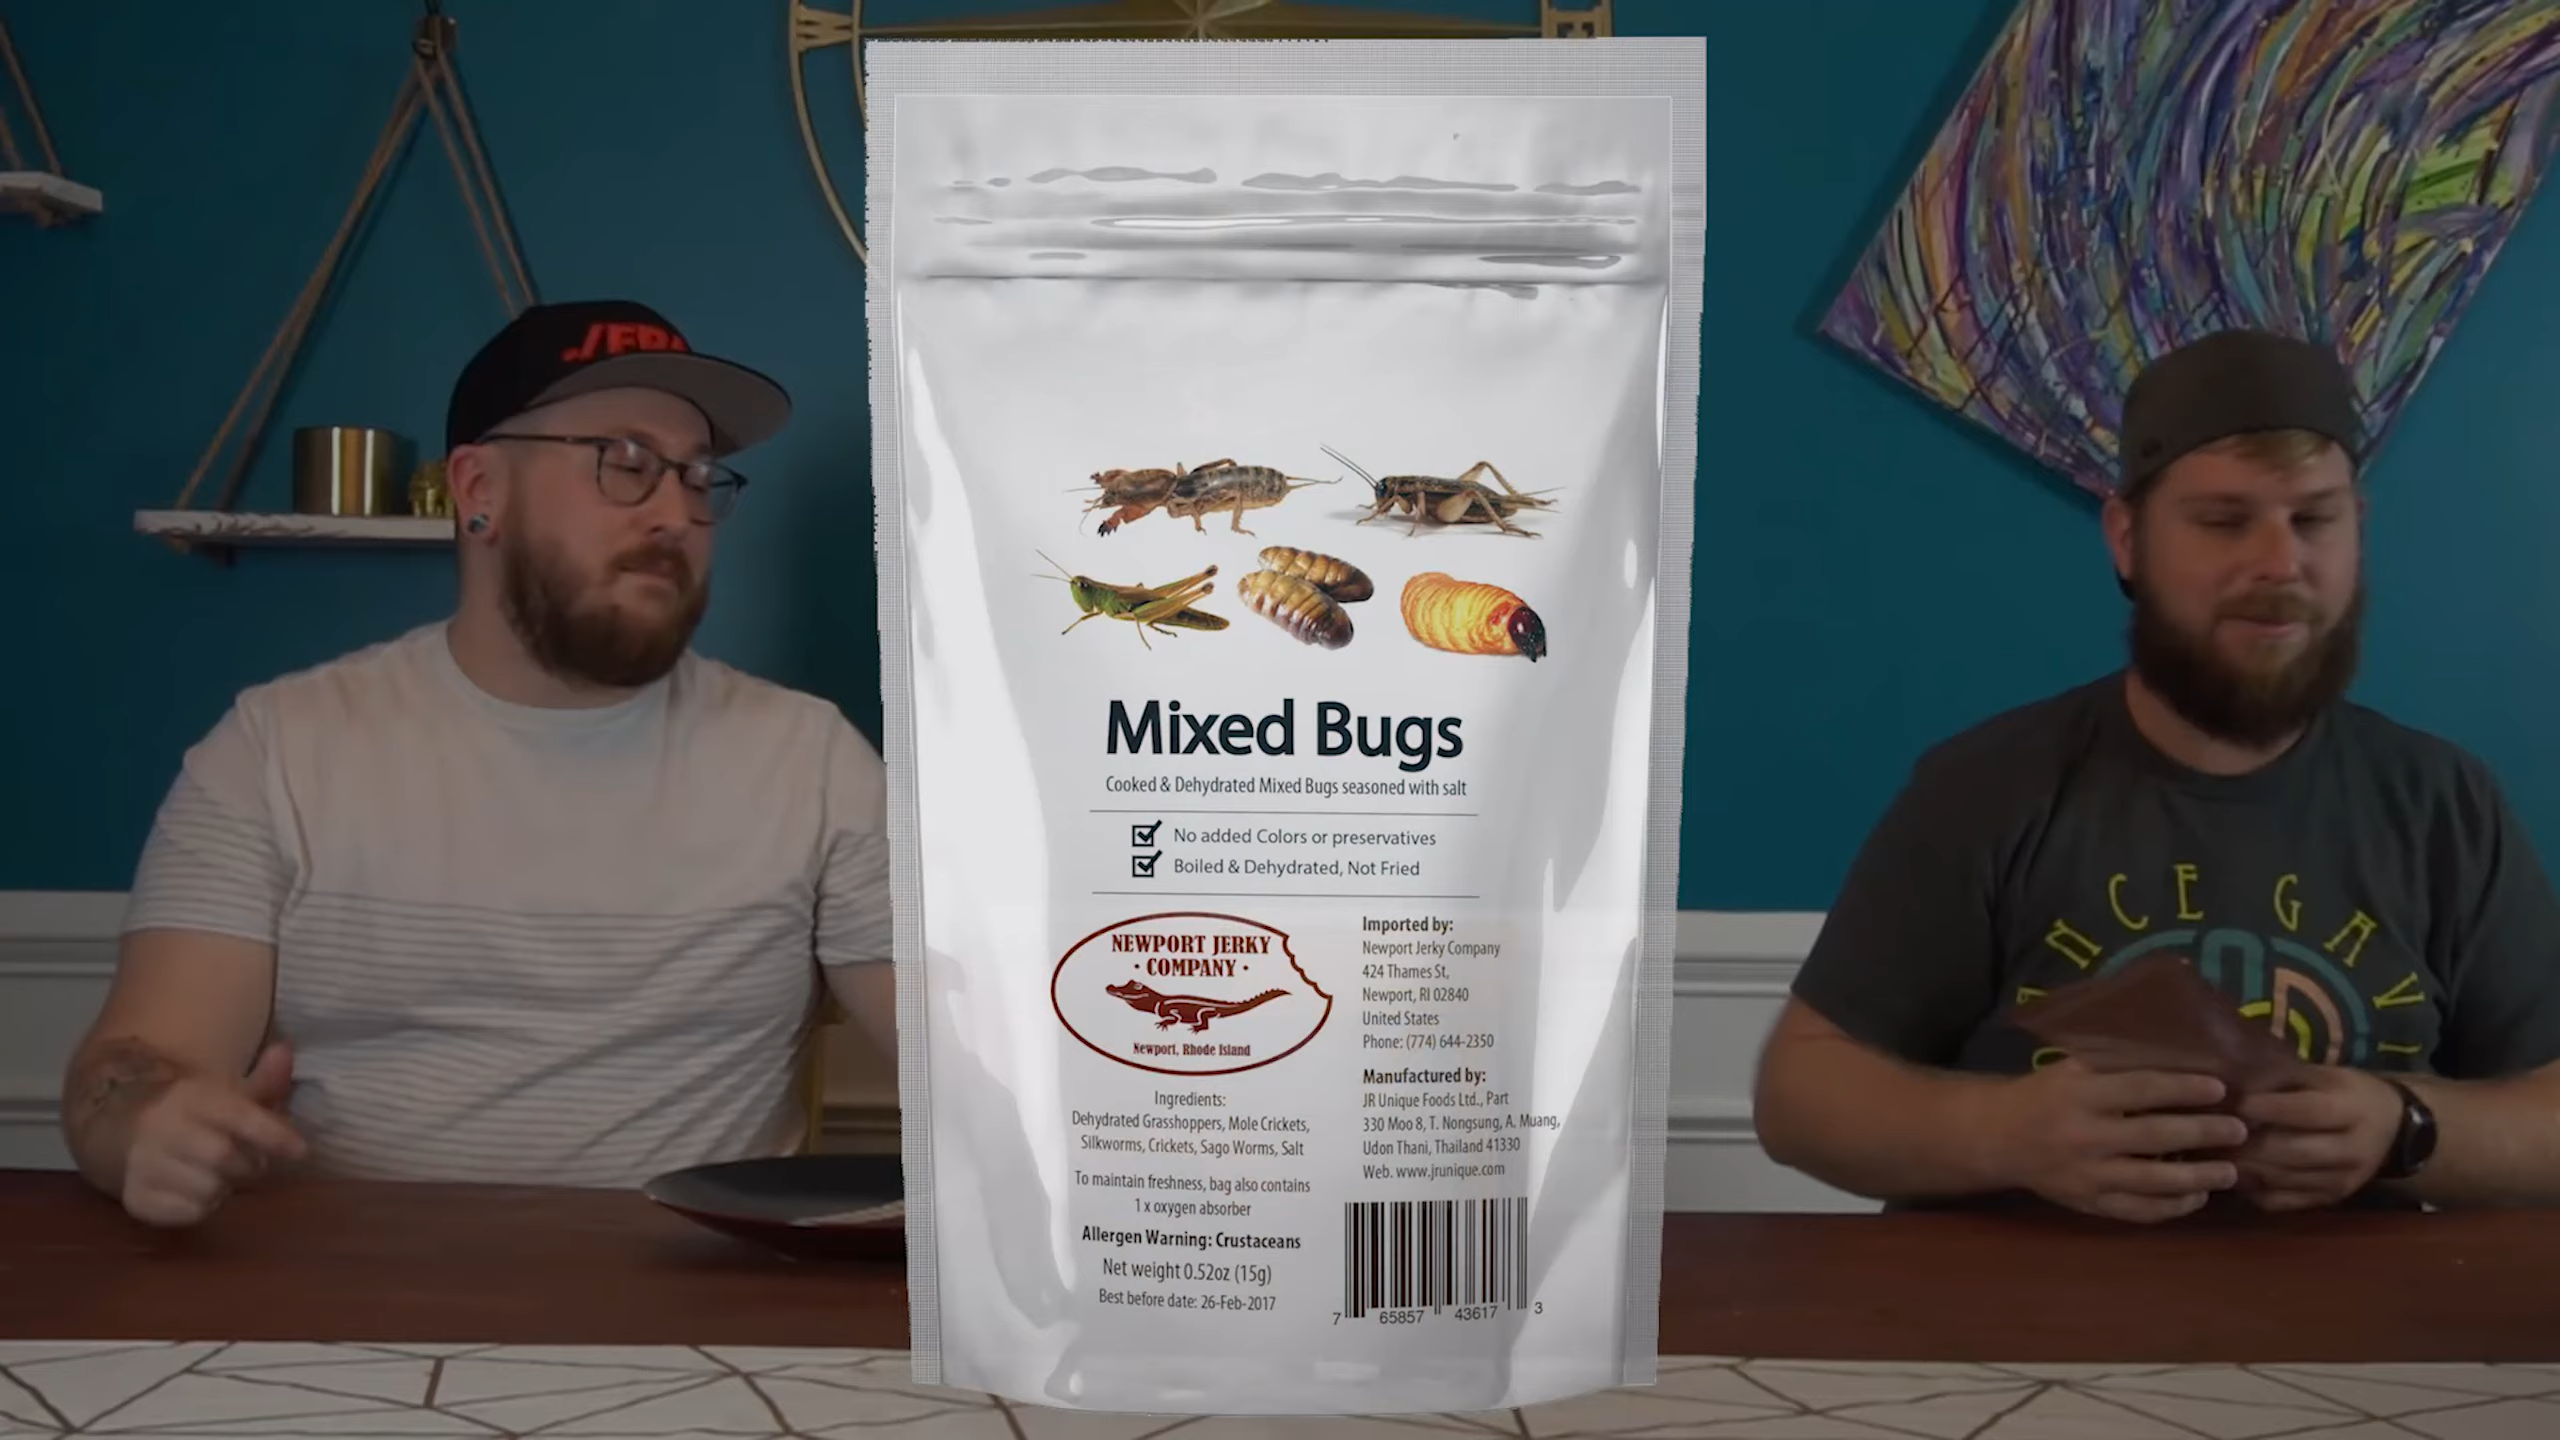 W
E
Mixed Bugs
Cooked & Dehydrated Mixed Bugs seasoned with salt
No added Colors or preservatives
Boiled & Dehydrated, Not Fried
NEWPORT JERKY
· COMPANY ·
Newport, Rhode Island
Ingredients:
Dehydrated Grasshoppers, Mole Crickets,
Silkworms, Crickets, Sago Worms, Salt
To maintain freshness, bag also contains
1 x oxygen absorber
Allergen Warning: Crustaceans
Net weight 0.52oz (15g)
Best before date: 26-Feb-2017
Imported by:
Newport Jerky Company
424 Thames St,
Newport, RI 02840
United States
Phone: (774) 644-2350
Manufactured by:
JR Unique Foods Ltd., Part
330 Moo 8, T. Nongsung, A. Muang,
Udon Thani, Thailand 41330
Web. www.jrunique.com
7 65857 43617 3
NCE GAVI